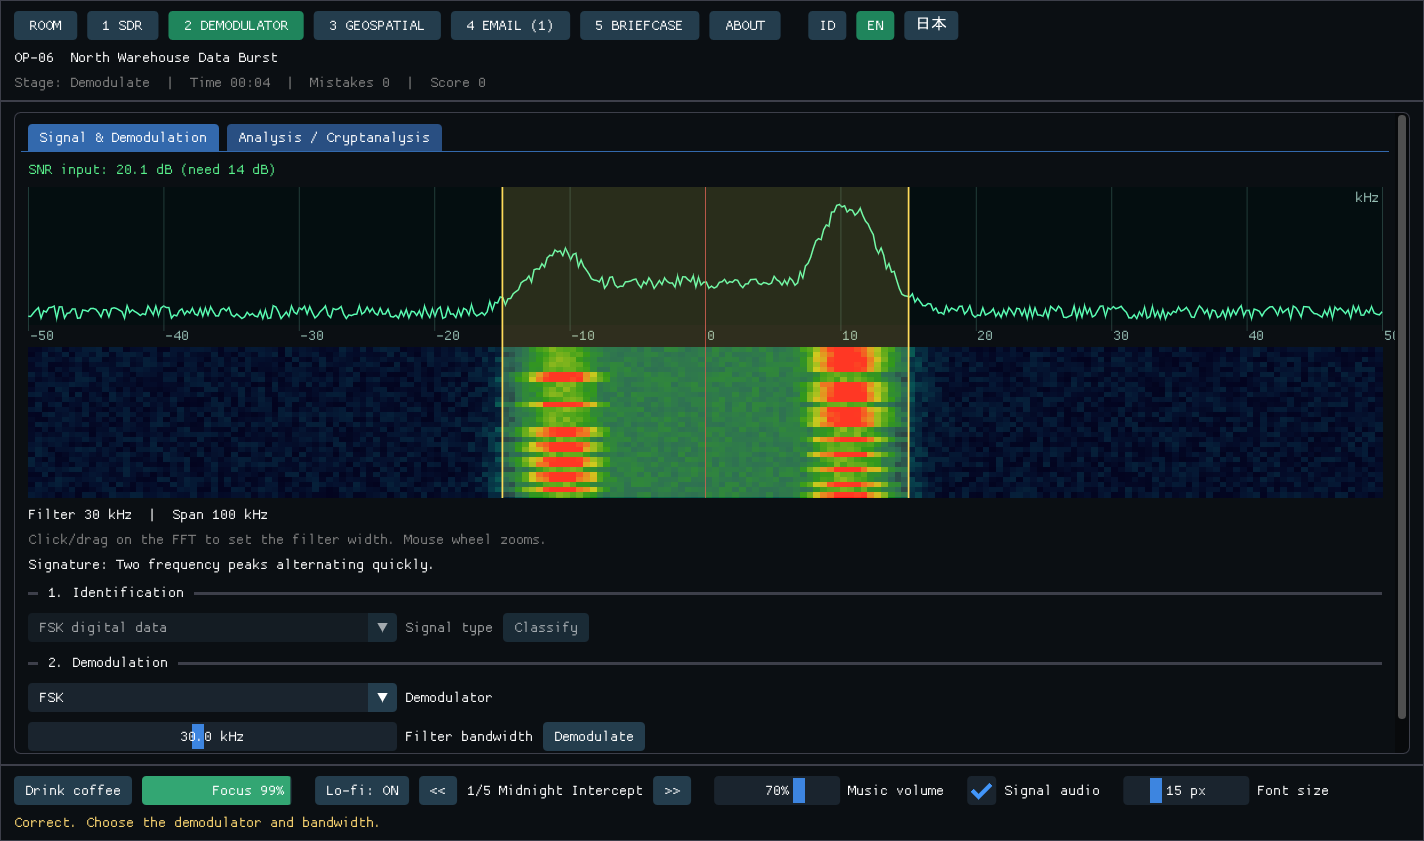 ROOM 1 SDR 2 DEMODULATOR 3 GEOSPATIAL 4 EMAIL (1) 5 BRIEFCASE ABOUT ID EN 日本
OP-06 North Warehouse Data Burst
Stage: Demodulate | Time 00:04 | Mistakes 0 | Score 0
Signal & Demodulation Analysis / Cryptanalysis
SNR input: 20.1 dB (need 14 dB)
kHz
-50 -40 -30 -20 -10 0 10 20 30 40 50
Filter 30 kHz | Span 100 kHz
Click/drag on the FFT to set the filter width. Mouse wheel zooms.
Signature: Two frequency peaks alternating quickly.
1. Identification
FSK digital data Signal type Classify
2. Demodulation
FSK Demodulator
30.0 kHz Filter bandwidth Demodulate
Drink coffee Focus 99% Lo-fi: ON << 1/5 Midnight Intercept >> 70% Music volume Signal audio 15 px Font size
Correct. Choose the demodulator and bandwidth.